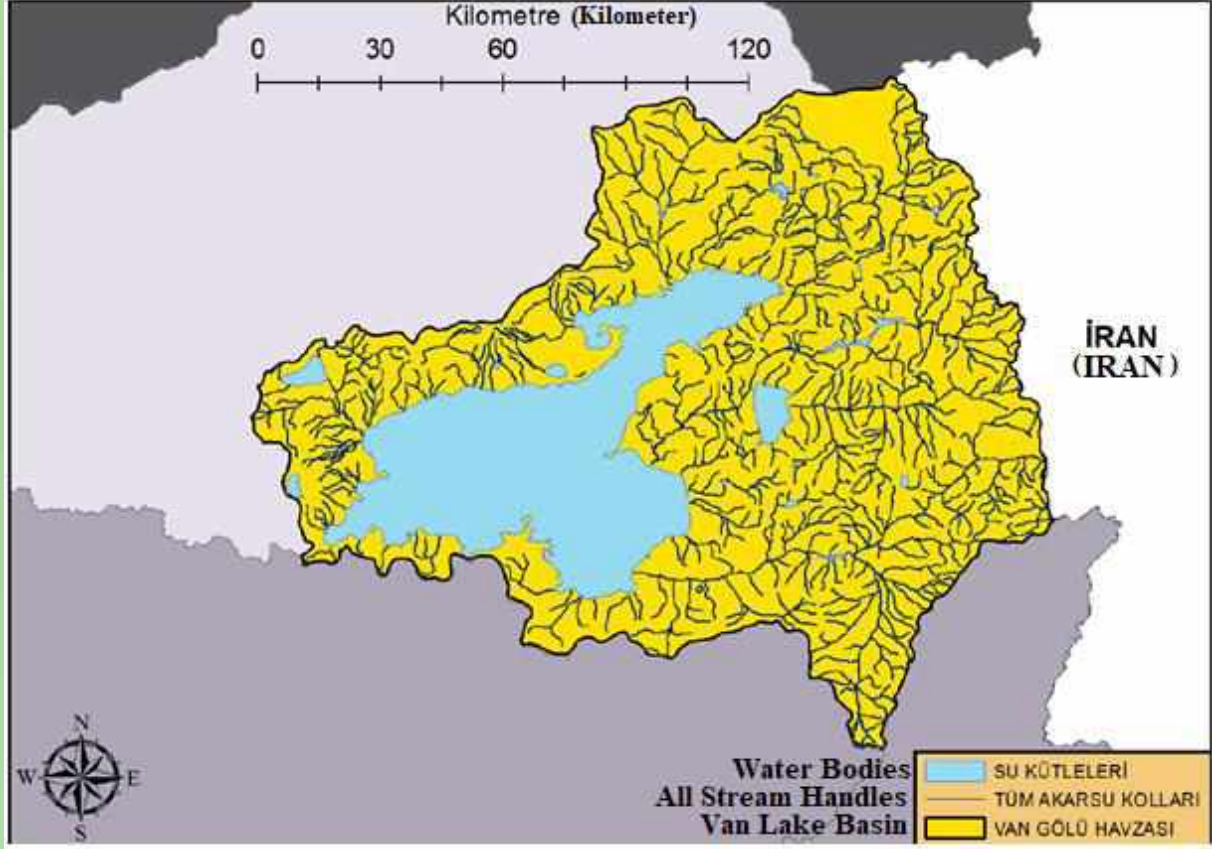 Kilometre (Kilometer)
0 30 60 120
İRAN
(IRAN)
N
W E
S
Water Bodies SU KÜTLELERİ
All Stream Handles TÜM AKARSU KOLLARI
Van Lake Basin VAN GÖLÜ HAVZASI